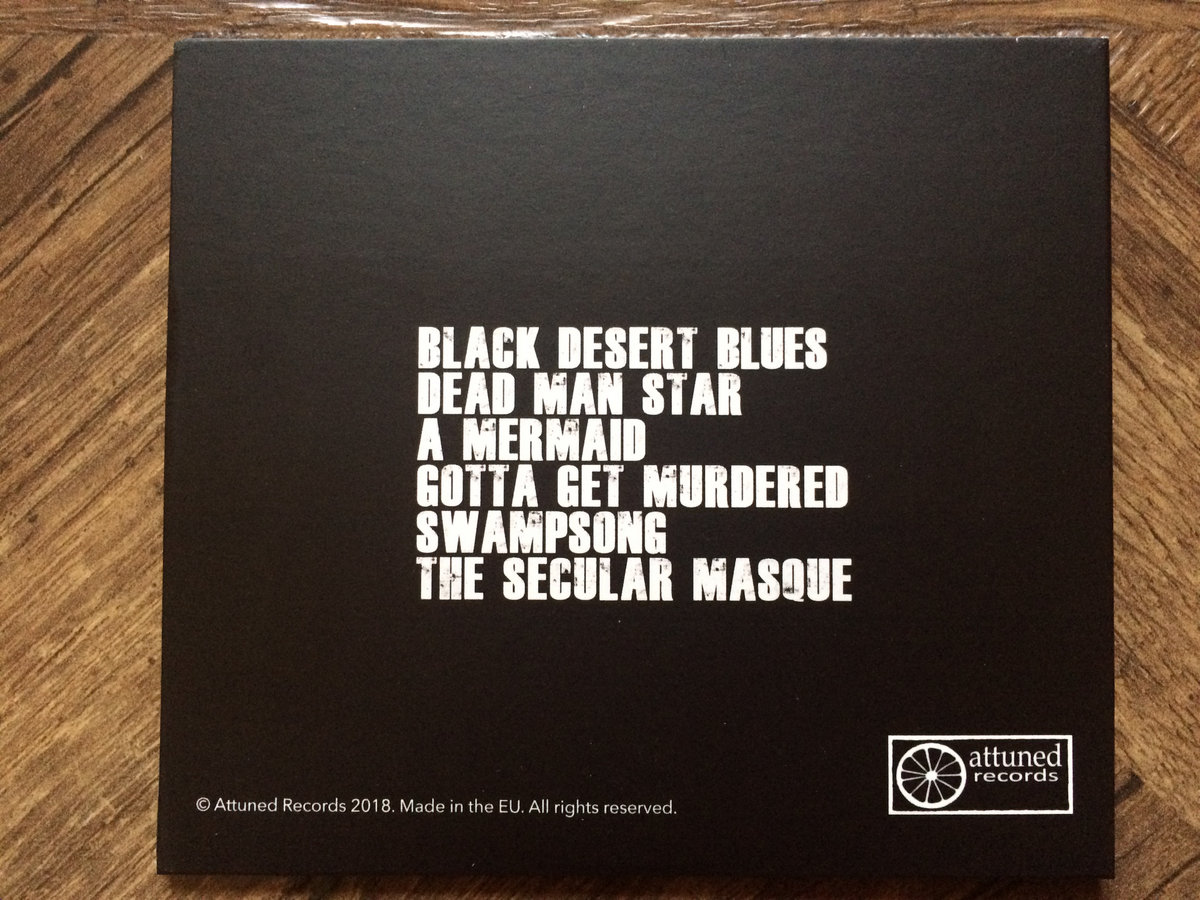 BLACK DESERT BLUES
DEAD MAN STAR
A MERMAID
GOTTA GET MURDERED
SWAMPSONG
THE SECULAR MASQUE
attuned
records
© Attuned Records 2018. Made in the EU. All rights reserved.